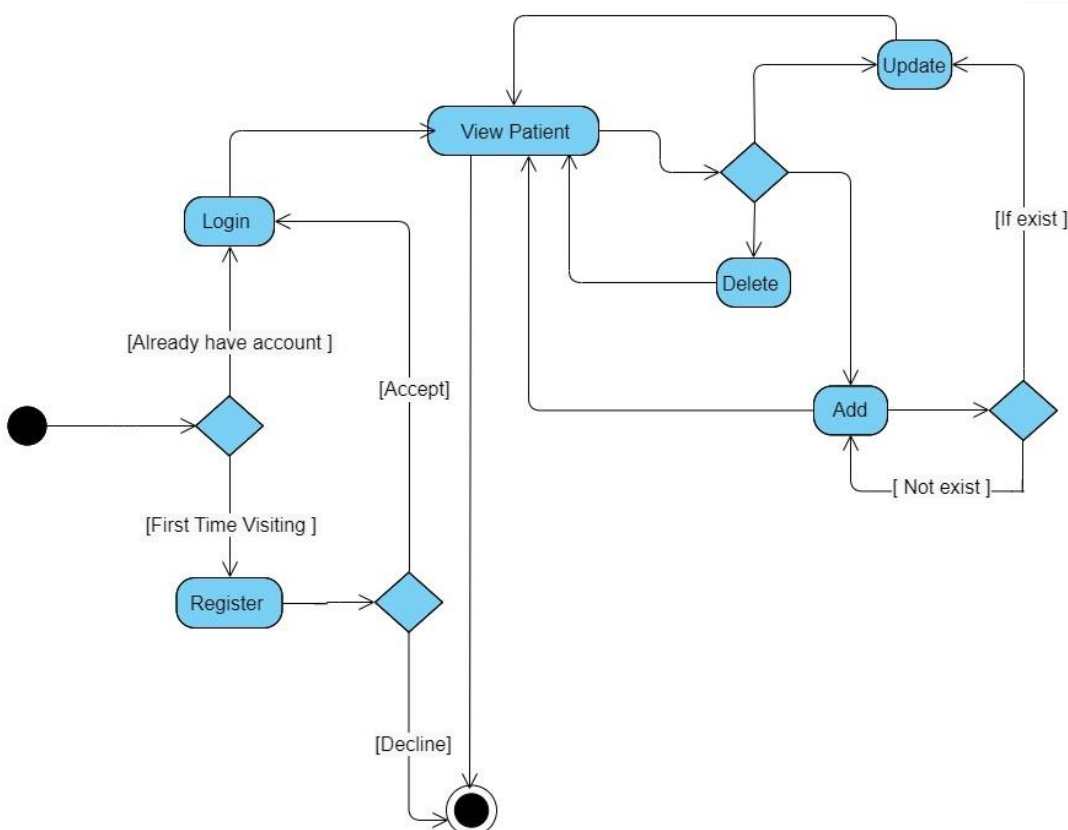 Update
View Patient
Login
[If exist ]
Delete
[Already have account ]
[Accept]
Add
[ Not exist ]
[First Time Visiting ]
Register
[Decline]